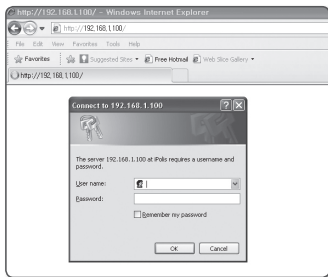 http://192.168.1.100/ - Windows Internet Explorer
http://192.168.1.100/
File Edit View Favorites Tools Help
Favorites Suggested Sites Free Hotmail Web Slice Gallery
http://192.168.1.100/
Connect to 192.168.1.100
The server 192.168.1.100 at iPolis requires a username and
password.
User name:
Password:
Remember my password
OK Cancel